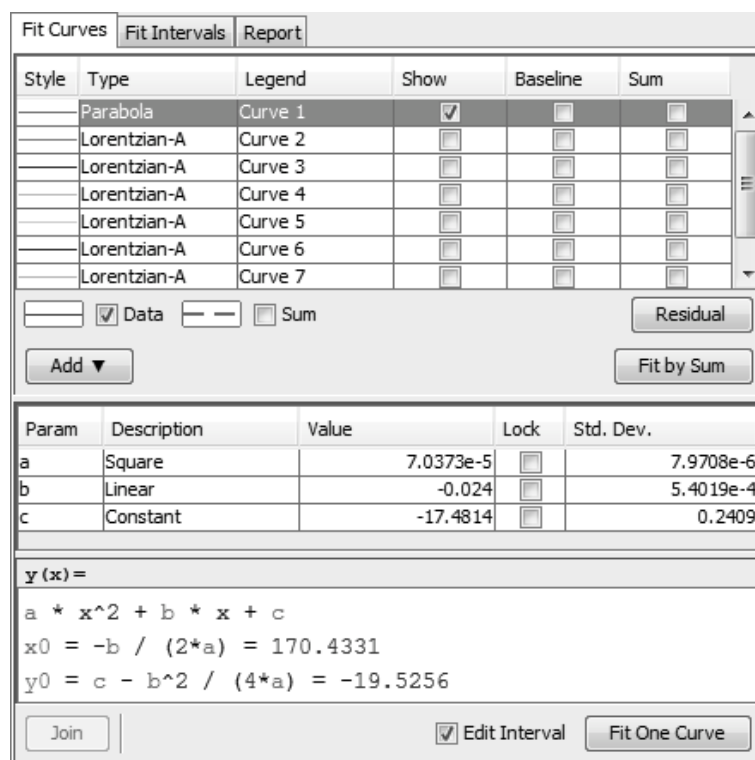 Fit Curves Fit Intervals Report
Style Type Legend Show Baseline Sum
Parabola Curve 1
Lorentzian-A Curve 2
Lorentzian-A Curve 3
Lorentzian-A Curve 4
Lorentzian-A Curve 5
Lorentzian-A Curve 6
Lorentzian-A Curve 7
Data Sum Residual
Add ▼ Fit by Sum
Param Description Value Lock Std. Dev.
a Square 7.0373e-5 7.9708e-6
b Linear -0.024 5.4019e-4
c Constant -17.4814 0.2409
y(x)=
a * x^2 + b * x + c
x0 = -b / (2*a) = 170.4331
y0 = c - b^2 / (4*a) = -19.5256
Join Edit Interval Fit One Curve